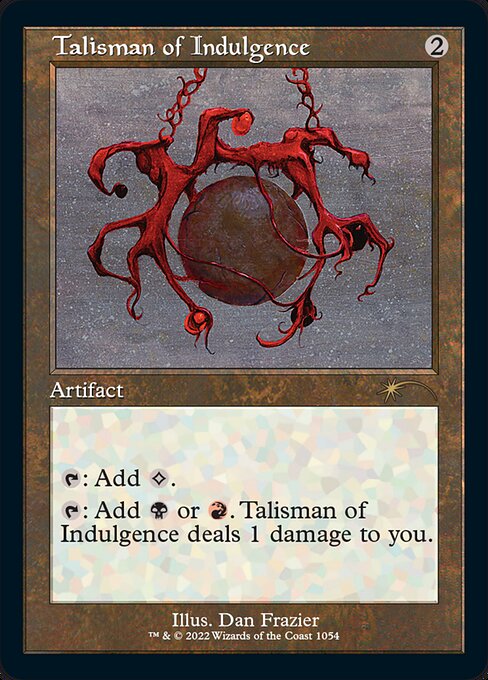 Talisman of Indulgence 2
Artifact
: Add .
: Add or . Talisman of
Indulgence deals 1 damage to you.
Illus. Dan Frazier
™ & © 2022 Wizards of the Coast 1054